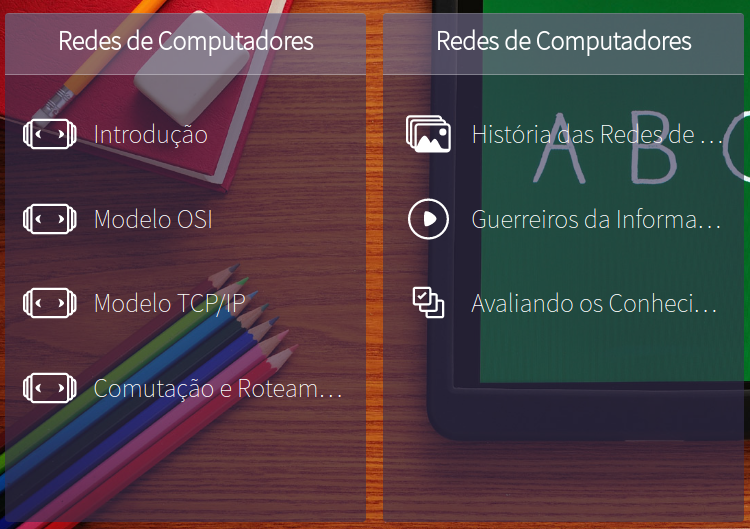 Redes de Computadores
Introdução
Modelo OSI
Modelo TCP/IP
Comutação e Roteam...
Redes de Computadores
História das Redes de ...
Guerreiros da Informa...
Avaliando os Conheci...
A B C